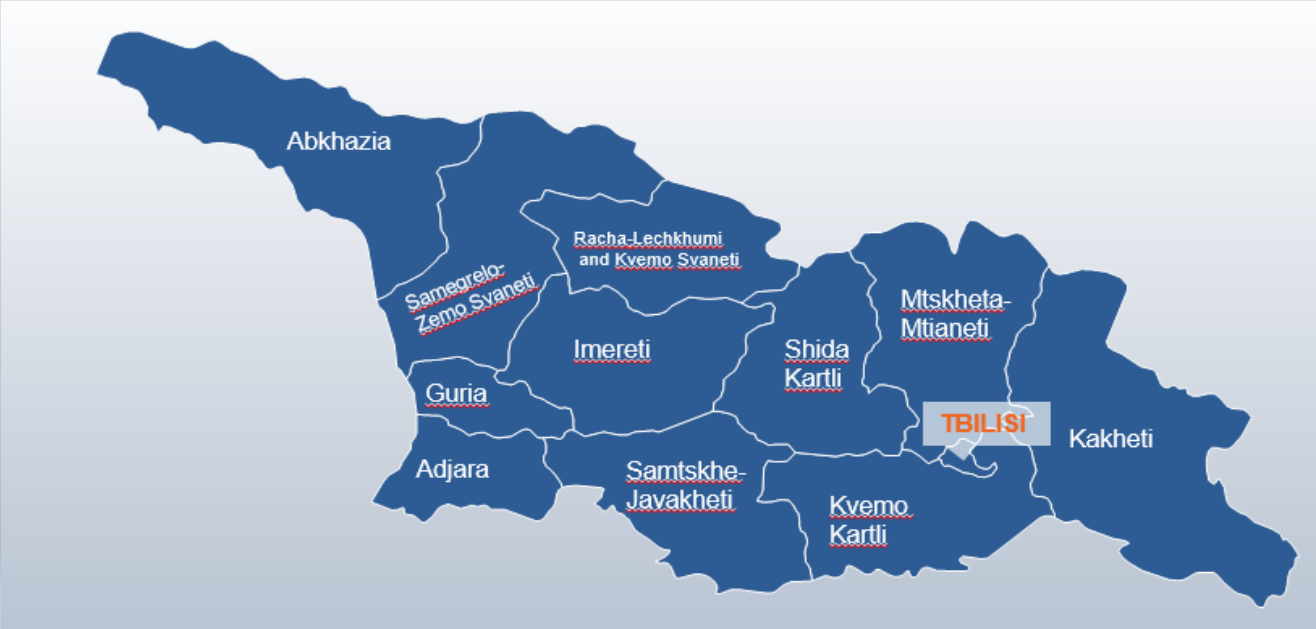 Abkhazia
Racha-Lechkhumi
and Kvemo Svaneti
Samegrelo-
Zemo Svaneti
Mtskheta-
Mtianeti
Imereti
Shida
Kartli
Guria
TBILISI
Kakheti
Adjara
Samtskhe-
Javakheti
Kvemo
Kartli